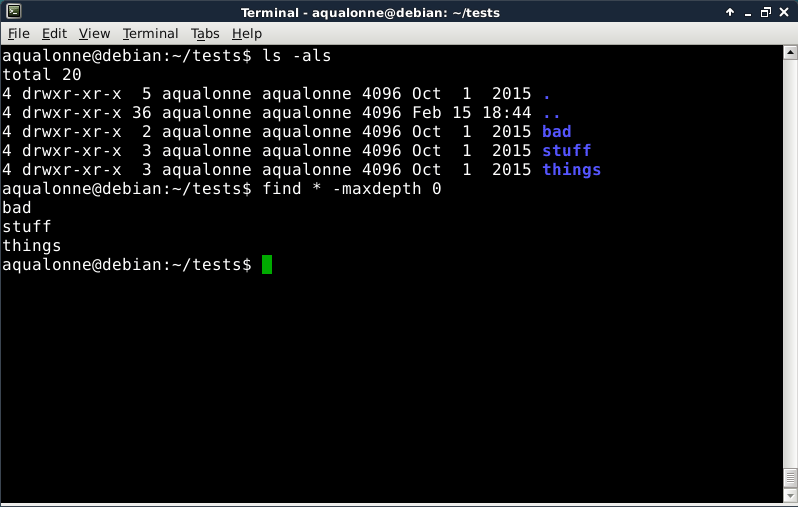 Terminal - aqualonne@debian: ~/tests
File Edit View Terminal Tabs Help
aqualonne@debian:~/tests$ ls -als
total 20
4 drwxr-xr-x  5 aqualonne aqualonne 4096 Oct  1  2015 .
4 drwxr-xr-x 36 aqualonne aqualonne 4096 Feb 15 18:44 ..
4 drwxr-xr-x  2 aqualonne aqualonne 4096 Oct  1  2015 bad
4 drwxr-xr-x  3 aqualonne aqualonne 4096 Oct  1  2015 stuff
4 drwxr-xr-x  3 aqualonne aqualonne 4096 Oct  1  2015 things
aqualonne@debian:~/tests$ find * -maxdepth 0
bad
stuff
things
aqualonne@debian:~/tests$